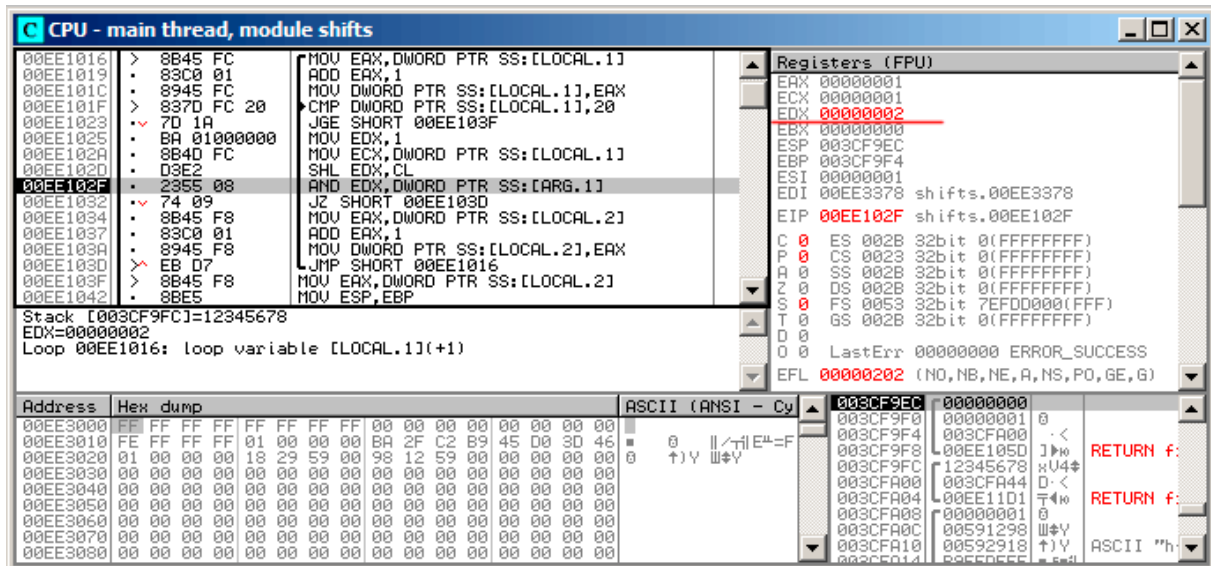 CPU - main thread, module shifts
00EE1016 > 8B45 FC MOV EAX,DWORD PTR SS:[LOCAL.1]
00EE1019 . 83C0 01 ADD EAX,1
00EE101C . 8945 FC MOV DWORD PTR SS:[LOCAL.1],EAX
00EE101F > 837D FC 20 CMP DWORD PTR SS:[LOCAL.1],20
00EE1023 . 7D 1A JGE SHORT 00EE103F
00EE1025 . BA 01000000 MOV EDX,1
00EE102A . 8B4D FC MOV ECX,DWORD PTR SS:[LOCAL.1]
00EE102D . D3E2 SHL EDX,CL
00EE102F . 2355 08 AND EDX,DWORD PTR SS:[ARG.1]
00EE1032 . 74 09 JZ SHORT 00EE103D
00EE1034 . 8B45 F8 MOV EAX,DWORD PTR SS:[LOCAL.2]
00EE1037 . 83C0 01 ADD EAX,1
00EE103A . 8945 F8 MOV DWORD PTR SS:[LOCAL.2],EAX
00EE103D > EB D7 JMP SHORT 00EE1016
00EE103F > 8B45 F8 MOV EAX,DWORD PTR SS:[LOCAL.2]
00EE1042 . 8BE5 MOV ESP,EBP
Stack [003CF9FC]=12345678
EDX=00000002
Loop 00EE1016: loop variable [LOCAL.1](+1)
Registers (FPU)
EAX 00000001
ECX 00000001
EDX 00000002
EBX 00000000
ESP 003CF9EC
EBP 003CF9F4
ESI 00000001
EDI 00EE3378 shifts.00EE3378
EIP 00EE102F shifts.00EE102F
C 0 ES 002B 32bit 0(FFFFFFFF)
P 0 CS 0023 32bit 0(FFFFFFFF)
A 0 SS 002B 32bit 0(FFFFFFFF)
Z 0 DS 002B 32bit 0(FFFFFFFF)
S 0 FS 0053 32bit 7EFDD000(FFF)
T 0 GS 002B 32bit 0(FFFFFFFF)
D 0
O 0 LastErr 00000000 ERROR_SUCCESS
EFL 00000202 (NO,NB,NE,A,NS,PO,GE,G)
Address Hex dump ASCII (ANSI - Cy
00EE3000 FF FF FF FF FF FF FF FF 00 00 00 00 00 00 00 00
00EE3010 FE FF FF FF 01 00 00 00 BA 2F C2 B9 45 D0 3D 46
00EE3020 01 00 00 00 18 29 59 00 98 12 59 00 00 00 00 00
00EE3030 00 00 00 00 00 00 00 00 00 00 00 00 00 00 00 00
00EE3040 00 00 00 00 00 00 00 00 00 00 00 00 00 00 00 00
00EE3050 00 00 00 00 00 00 00 00 00 00 00 00 00 00 00 00
00EE3060 00 00 00 00 00 00 00 00 00 00 00 00 00 00 00 00
00EE3070 00 00 00 00 00 00 00 00 00 00 00 00 00 00 00 00
00EE3080 00 00 00 00 00 00 00 00 00 00 00 00 00 00 00 00
003CF9EC 00000000
003CF9F0 00000001
003CF9F4 003CFA00
003CF9F8 00EE105D RETURN f
003CF9FC 12345678 xV4
003CFA00 003CFA44 D·<
003CFA04 00EE11D1 RETURN f
003CFA08 00000001
003CFA0C 00591298
003CFA10 00592918 ASCII "h